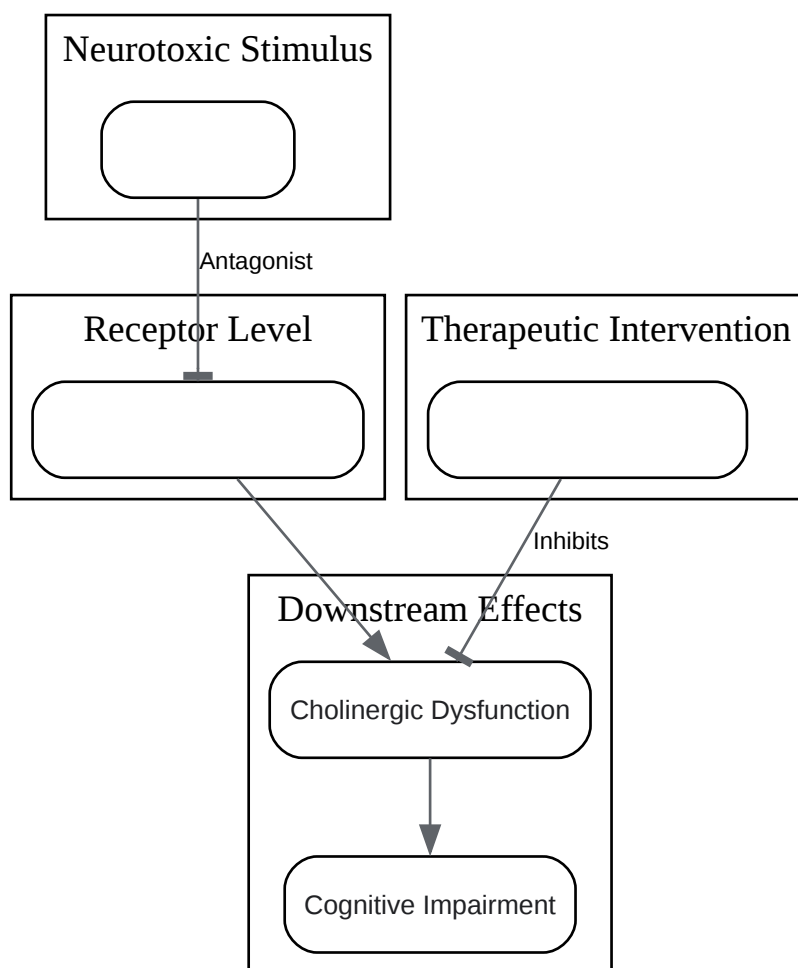 Neurotoxic Stimulus
Antagonist
Receptor Level
Therapeutic Intervention
Inhibits
Downstream Effects
Cholinergic Dysfunction
Cognitive Impairment